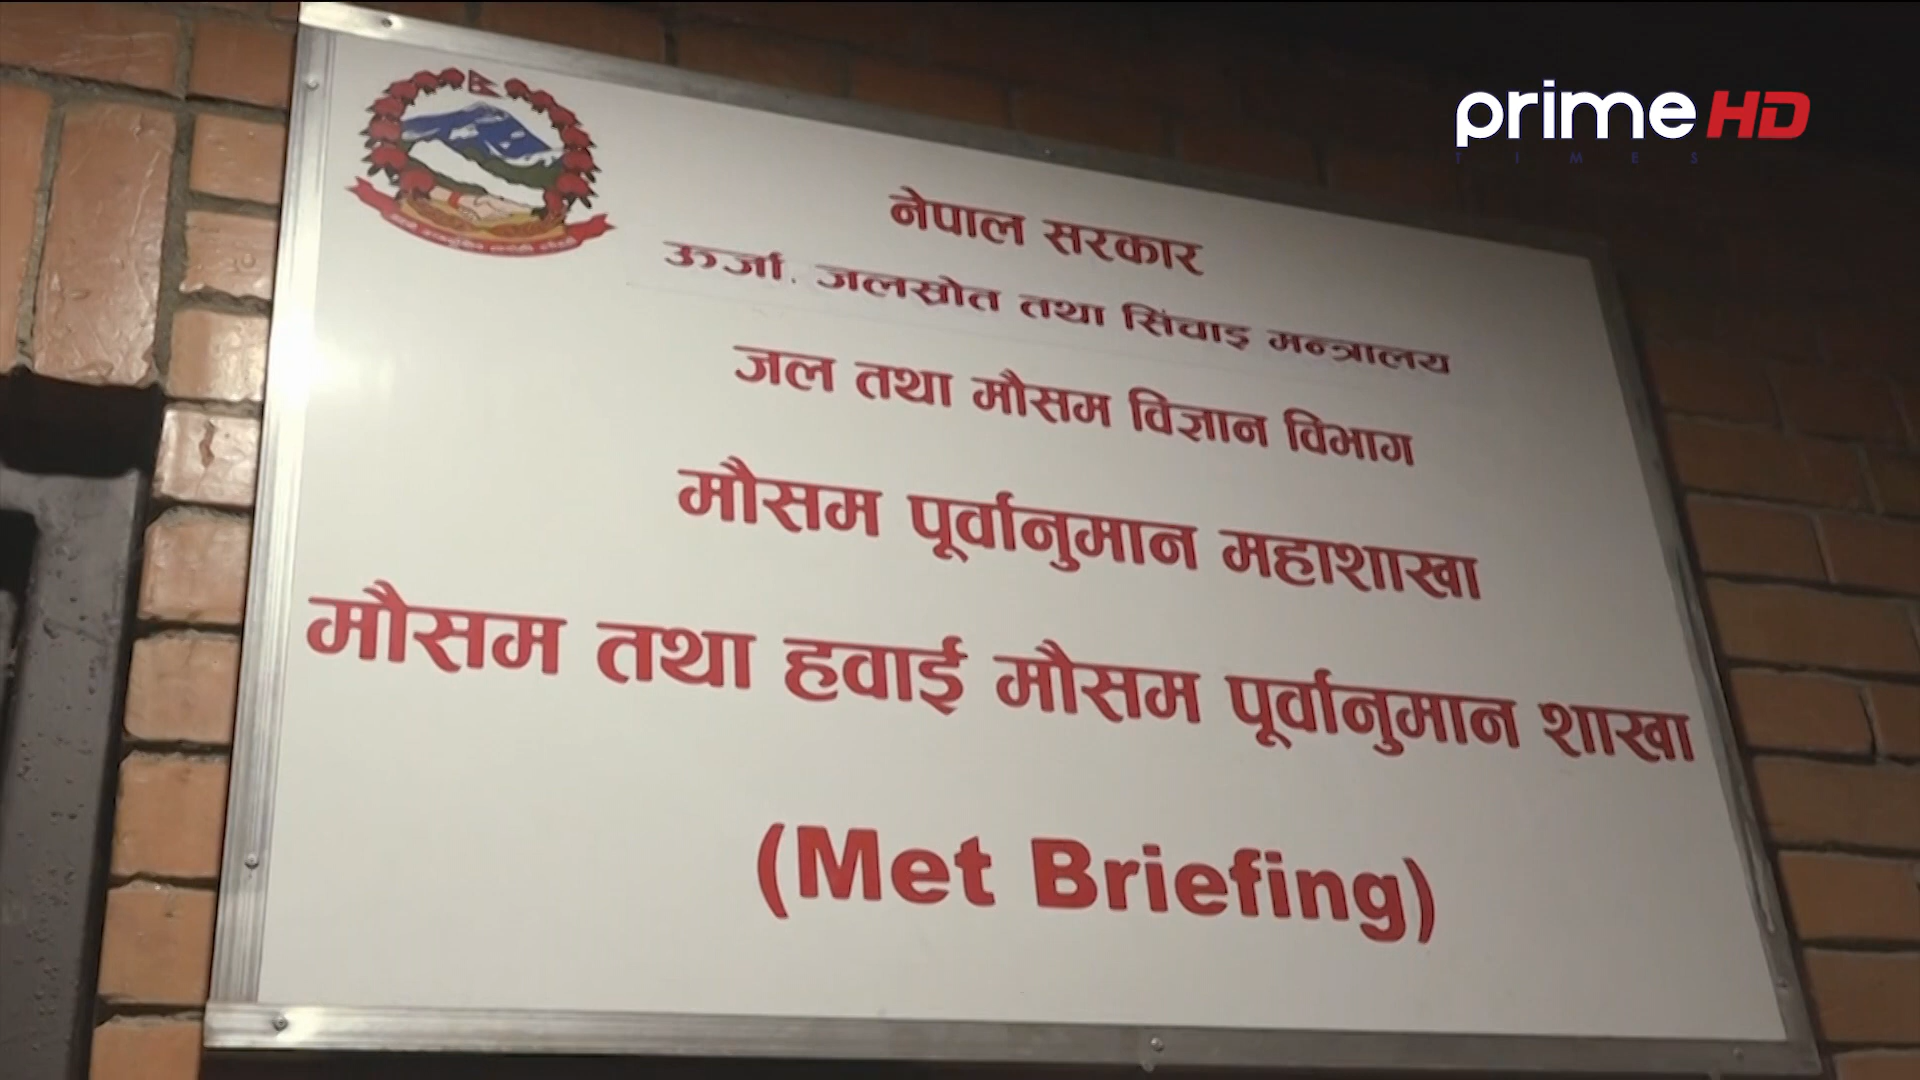 prime HD
TIMES
नेपाल सरकार
ऊर्जा, जलस्रोत तथा सिंचाइ मन्त्रालय
जल तथा मौसम विज्ञान विभाग
मौसम पूर्वानुमान महाशाखा
मौसम तथा हवाई मौसम पूर्वानुमान शाखा
(Met Briefing)